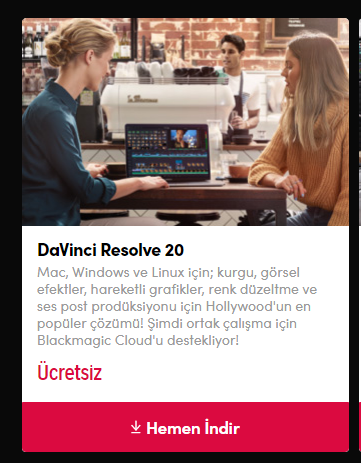 DaVinci Resolve 20
Mac, Windows ve Linux için; kurgu, görsel
efektler, hareketli grafikler, renk düzeltme ve
ses post prodüksiyonu için Hollywood'un en
popüler çözümü! Şimdi ortak çalışma için
Blackmagic Cloud'u destekliyor!
Ücretsiz
Hemen İndir